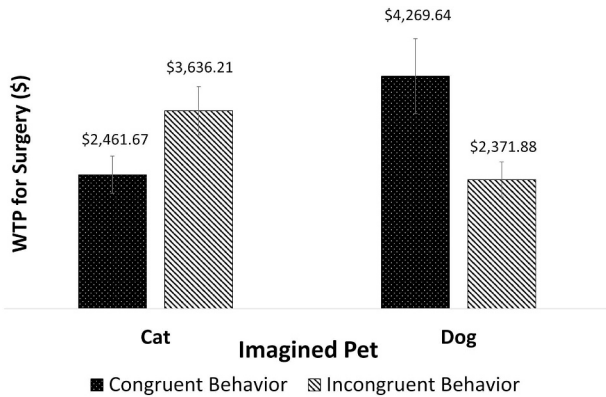 $4,269.64
$3,636.21
$2,461.67
$2,371.88
WTP for Surgery ($)
Cat
Dog
Imagined Pet
Congruent Behavior
Incongruent Behavior